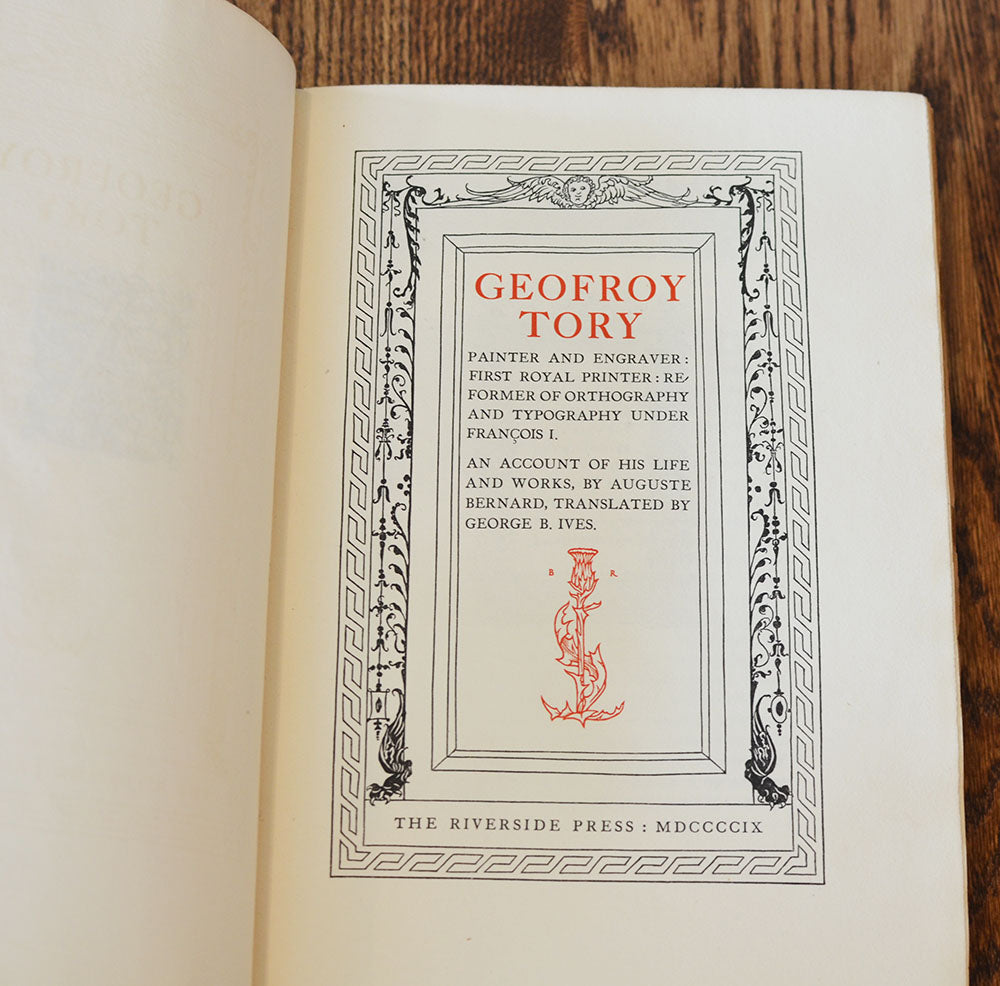 GEOFROY
TORY
PAINTER AND ENGRAVER:
FIRST ROYAL PRINTER: RE-
FORMER OF ORTHOGRAPHY
AND TYPOGRAPHY UNDER
FRANÇOIS I.
AN ACCOUNT OF HIS LIFE
AND WORKS, BY AUGUSTE
BERNARD, TRANSLATED BY
GEORGE B. IVES.
B R
THE RIVERSIDE PRESS: MDCCCCIX